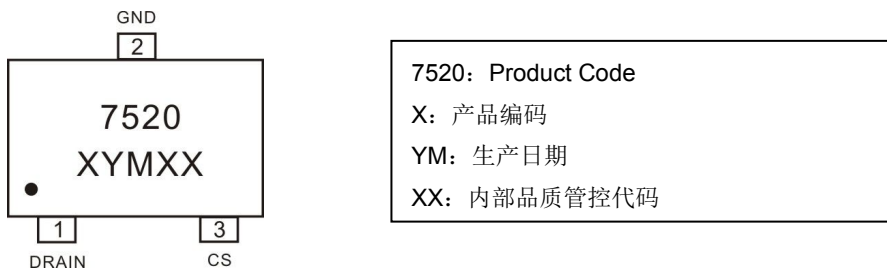 GND
2
7520
XYMXX
1
3
DRAIN
CS
7520：Product Code
X：产品编码
YM：生产日期
XX：内部品质管控代码